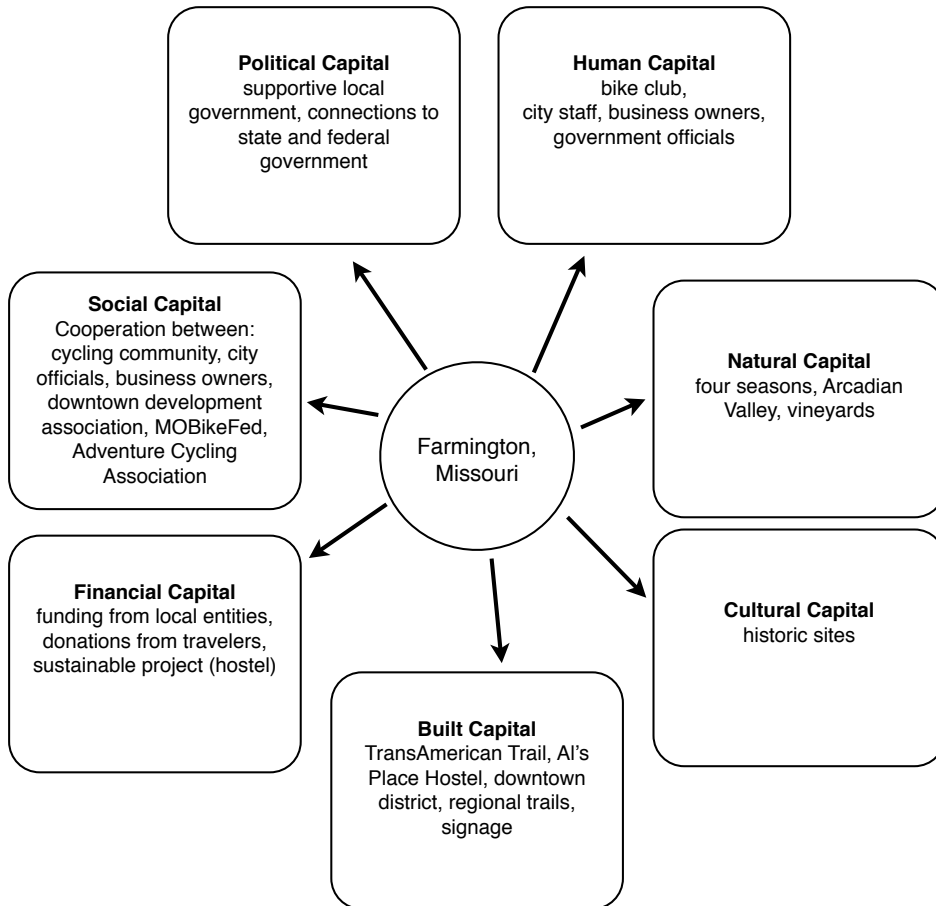 Political Capital
supportive local
government, connections to
state and federal
government
Human Capital
bike club,
city staff, business owners,
government officials
Social Capital
Cooperation between:
cycling community, city
officials, business owners,
downtown development
association, MOBikeFed,
Adventure Cycling
Association
Farmington,
Missouri
Natural Capital
four seasons, Arcadian
Valley, vineyards
Financial Capital
funding from local entities,
donations from travelers,
sustainable project (hostel)
Cultural Capital
historic sites
Built Capital
TransAmerican Trail, Al's
Place Hostel, downtown
district, regional trails,
signage